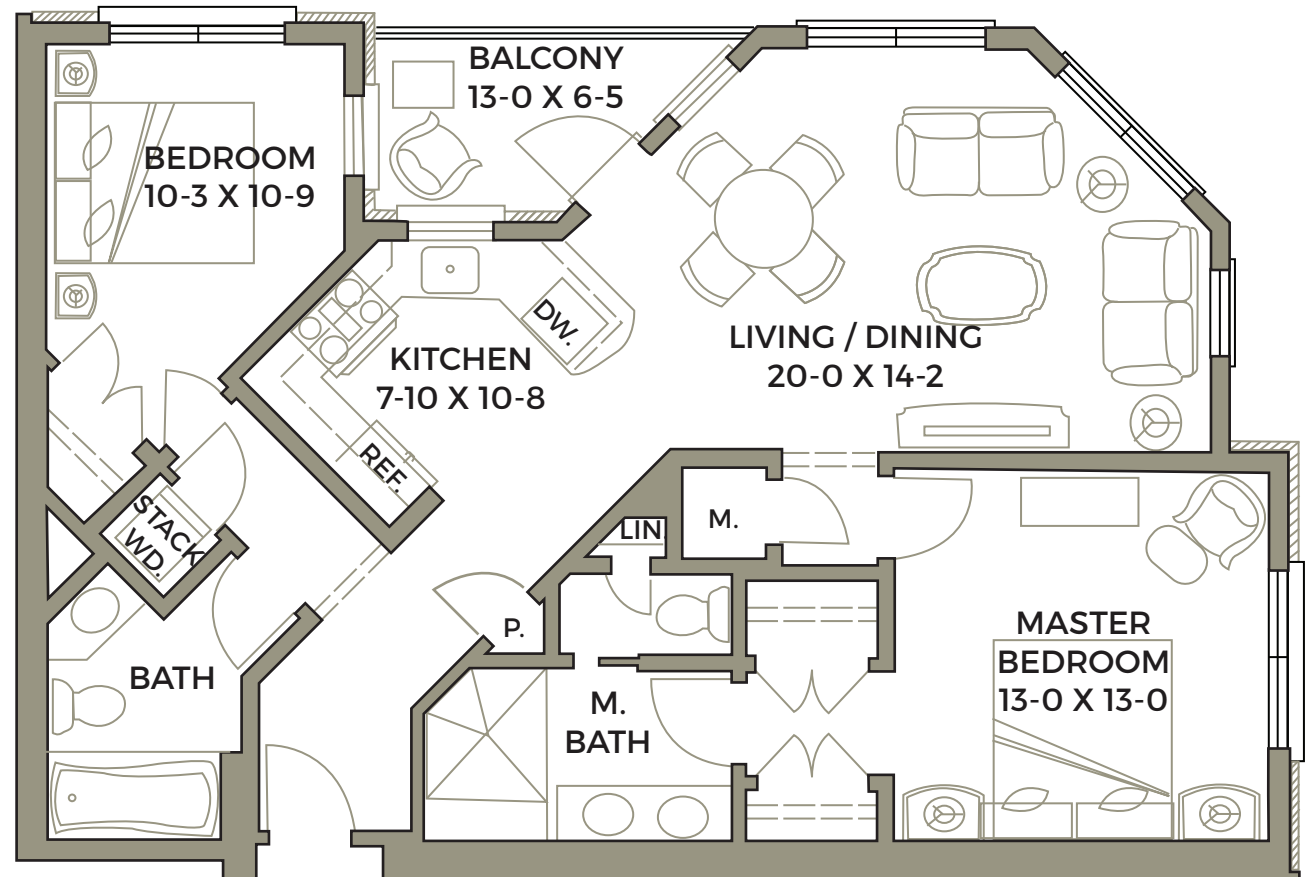 BALCONY
13-0 X 6-5
BEDROOM
10-3 X 10-9
DW.
LIVING / DINING
20-0 X 14-2
KITCHEN
7-10 X 10-8
REF.
STACK
WD.
LIN
M.
P.
MASTER
BEDROOM
13-0 X 13-0
BATH
M.
BATH